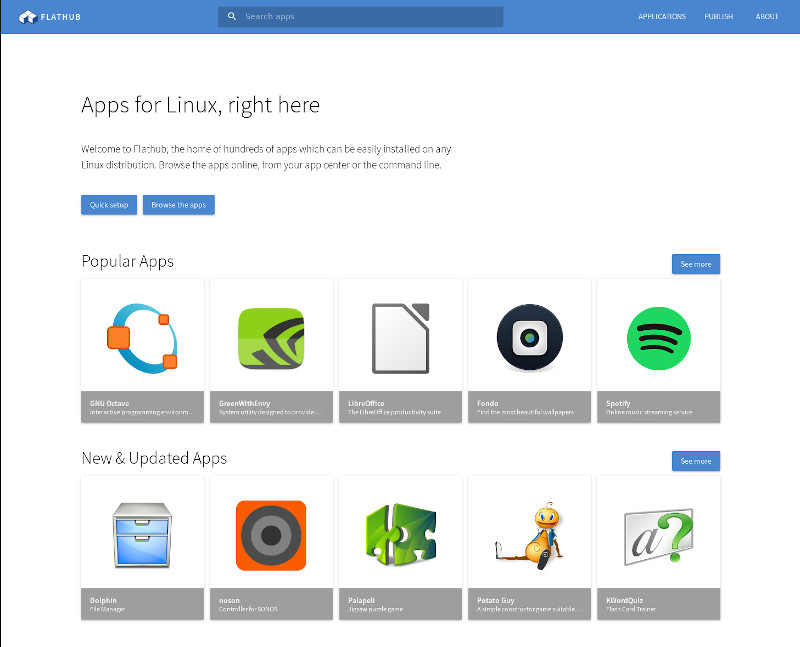 FLATHUB
Search apps
APPLICATIONS
PUBLISH
ABOUT
Apps for Linux, right here
Welcome to Flathub, the home of hundreds of apps which can be easily installed on any
Linux distribution. Browse the apps online, from your app center or the command line.
Quick setup
Browse the apps
Popular Apps
See more
GNU Octave
Interactive programming environm...
GreenWithEnvy
System utility designed to provide i...
LibreOffice
The LibreOffice productivity suite
Fondo
Find the most beautiful wallpapers
Spotify
Online music streaming service
New & Updated Apps
See more
Dolphin
File Manager
noson
Controller for SONOS
Palapeli
Jigsaw puzzle game
Potato Guy
A simple constructor game suitable...
a?
KWordQuiz
Flash Card Trainer